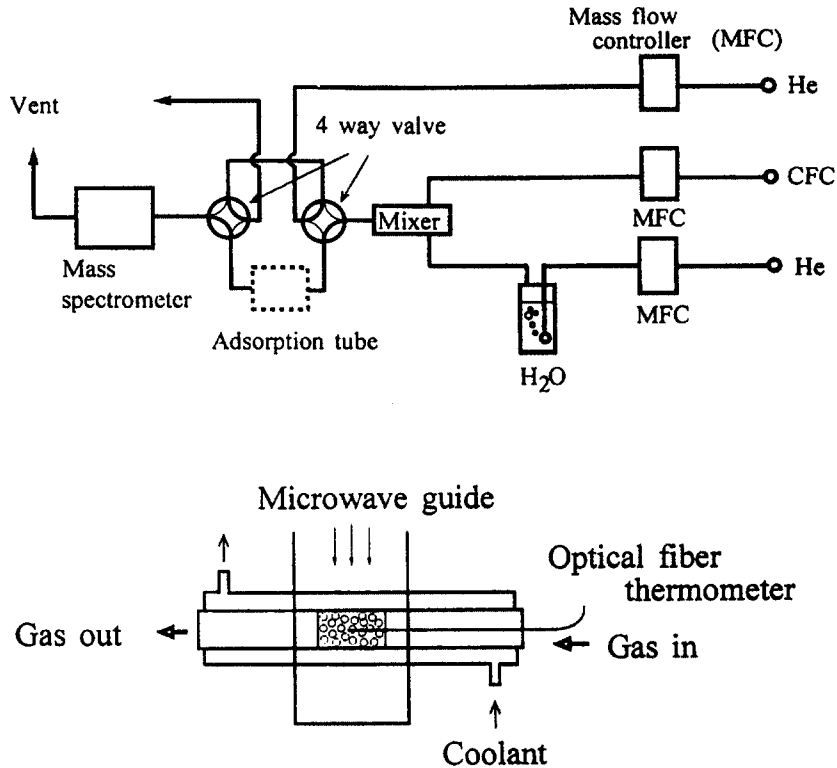 Mass flow
controller (MFC)
He
Vent
4 way valve
CFC
MFC
Mixer
He
MFC
Mass
spectrometer
Adsorption tube
H₂O
Microwave guide
Optical fiber
thermometer
Gas out
Gas in
Coolant